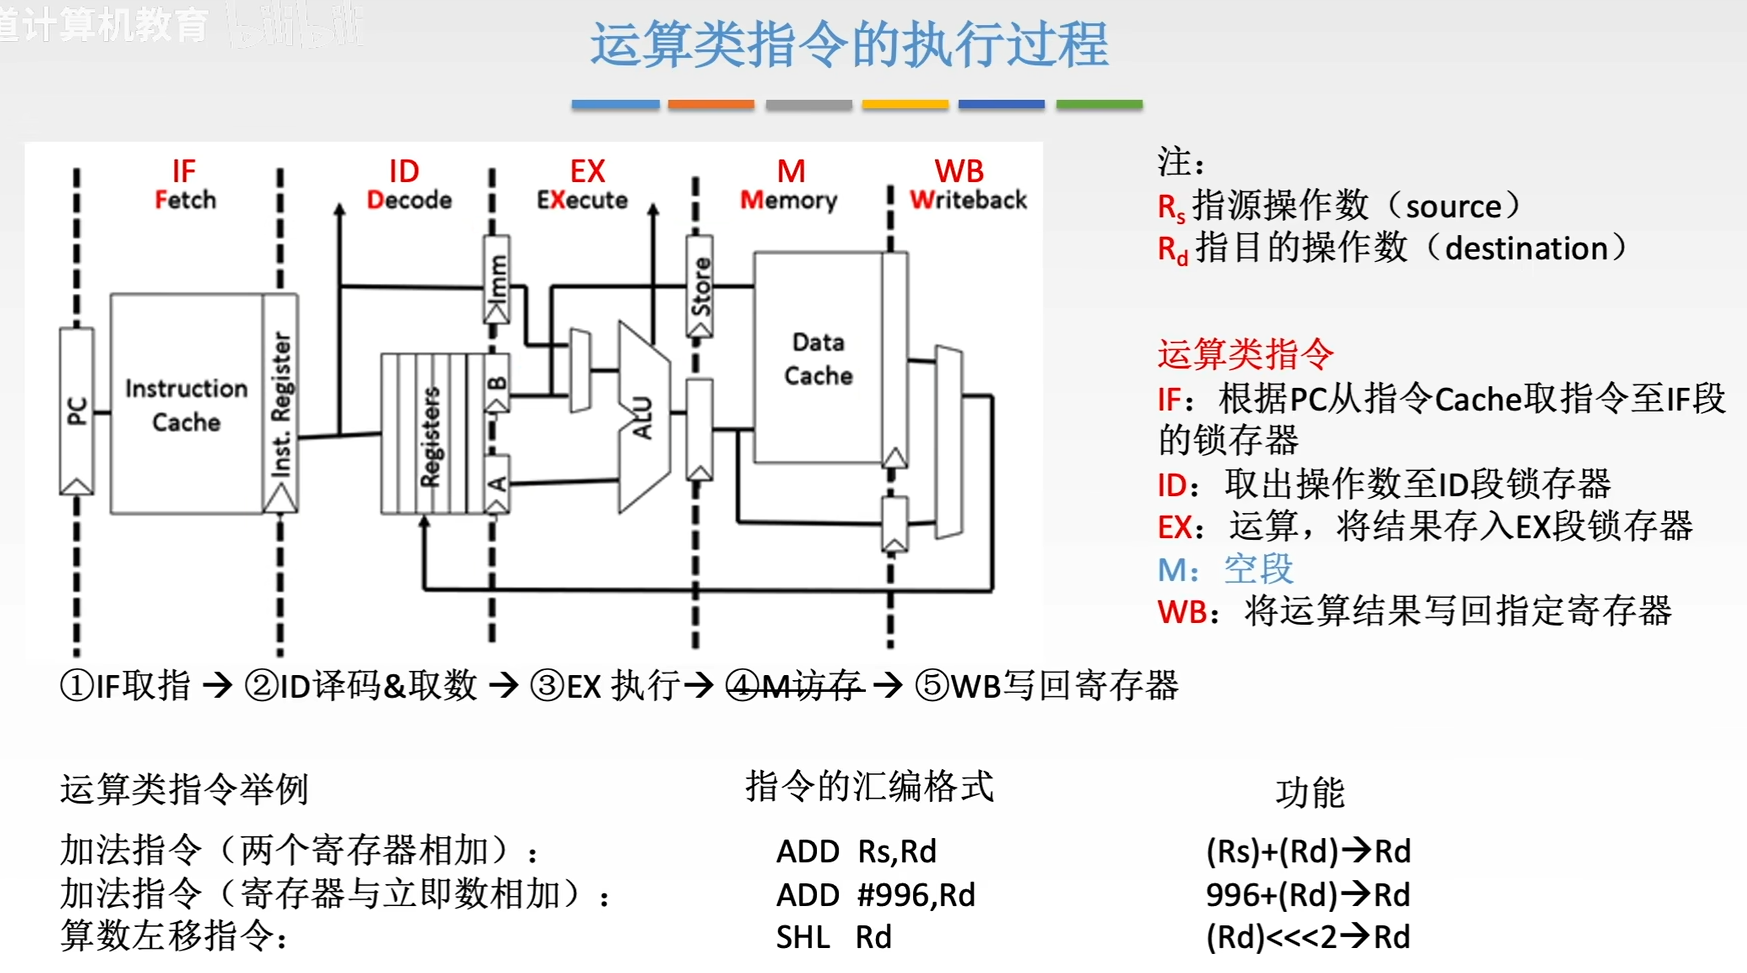 道计算机教育 bilibili
运算类指令的执行过程
IF
Fetch
ID
Decode
EX
EXecute
M
Memory
WB
Writeback
PC
Instruction
Cache
Inst. Register
Registers
Imm
B
A
ALU
Store
Data
Cache
注：
Rs指源操作数（source）
Rd指目的操作数（destination）
运算类指令
IF：根据PC从指令Cache取指令至IF段
的锁存器
ID：取出操作数至ID段锁存器
EX：运算，将结果存入EX段锁存器
M：空段
WB：将运算结果写回指定寄存器
①IF取指 → ②ID译码&取数 → ③EX 执行→ ④M访存 → ⑤WB写回寄存器
运算类指令举例 指令的汇编格式 功能
加法指令（两个寄存器相加）： ADD Rs,Rd (Rs)+(Rd)→Rd
加法指令（寄存器与立即数相加）： ADD #996,Rd 996+(Rd)→Rd
算数左移指令： SHL Rd (Rd)<<<2→Rd